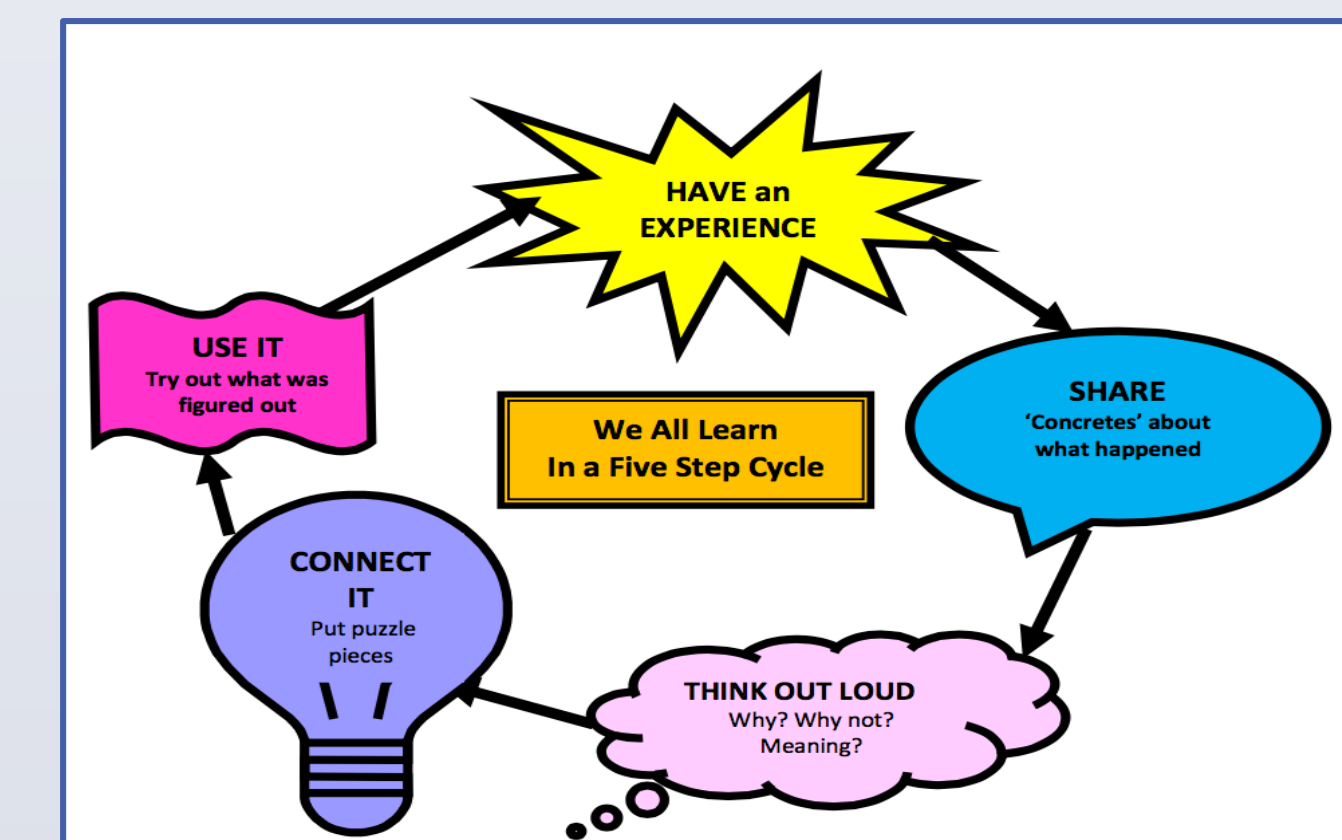 HAVE an
EXPERIENCE
SHARE
‘Concretes’ about
what happened
THINK OUT LOUD
Why? Why not?
Meaning?
CONNECT
IT
Put puzzle
pieces
USE IT
Try out what was
figured out
We All Learn
In a Five Step Cycle